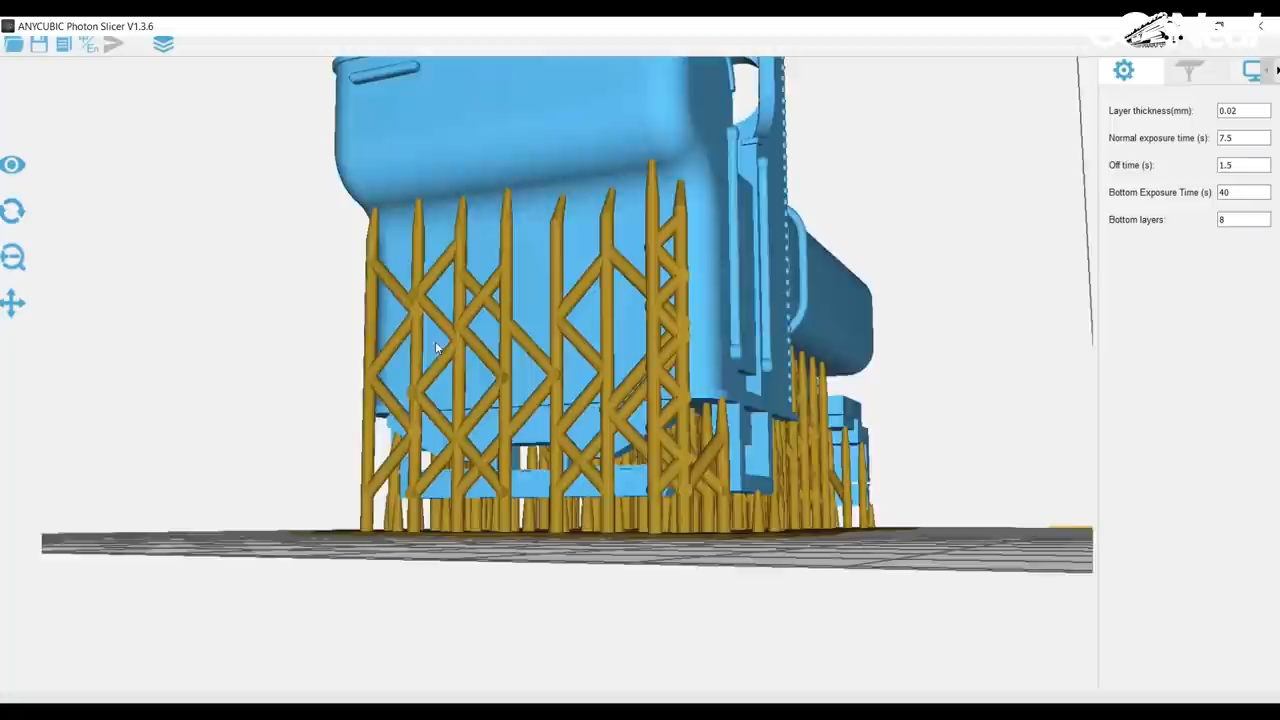 ANYCUBIC Photon Slicer V1.3.6
En
Layer thickness(mm): 0.02
Normal exposure time (s): 7.5
Off time (s): 1.5
Bottom Exposure Time (s) 40
Bottom layers: 8